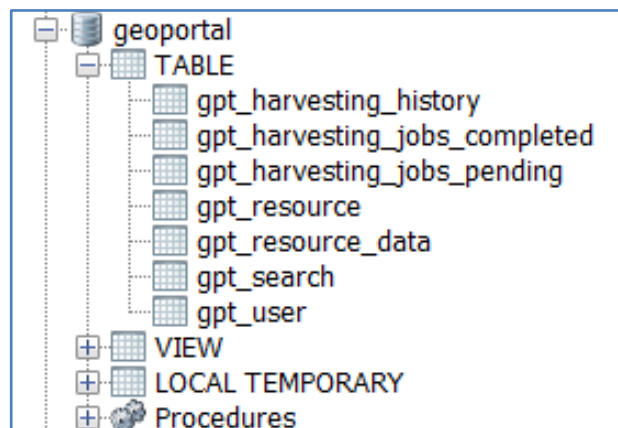 geoportal
TABLE
gpt_harvesting_history
gpt_harvesting_jobs_completed
gpt_harvesting_jobs_pending
gpt_resource
gpt_resource_data
gpt_search
gpt_user
VIEW
LOCAL TEMPORARY
Procedures